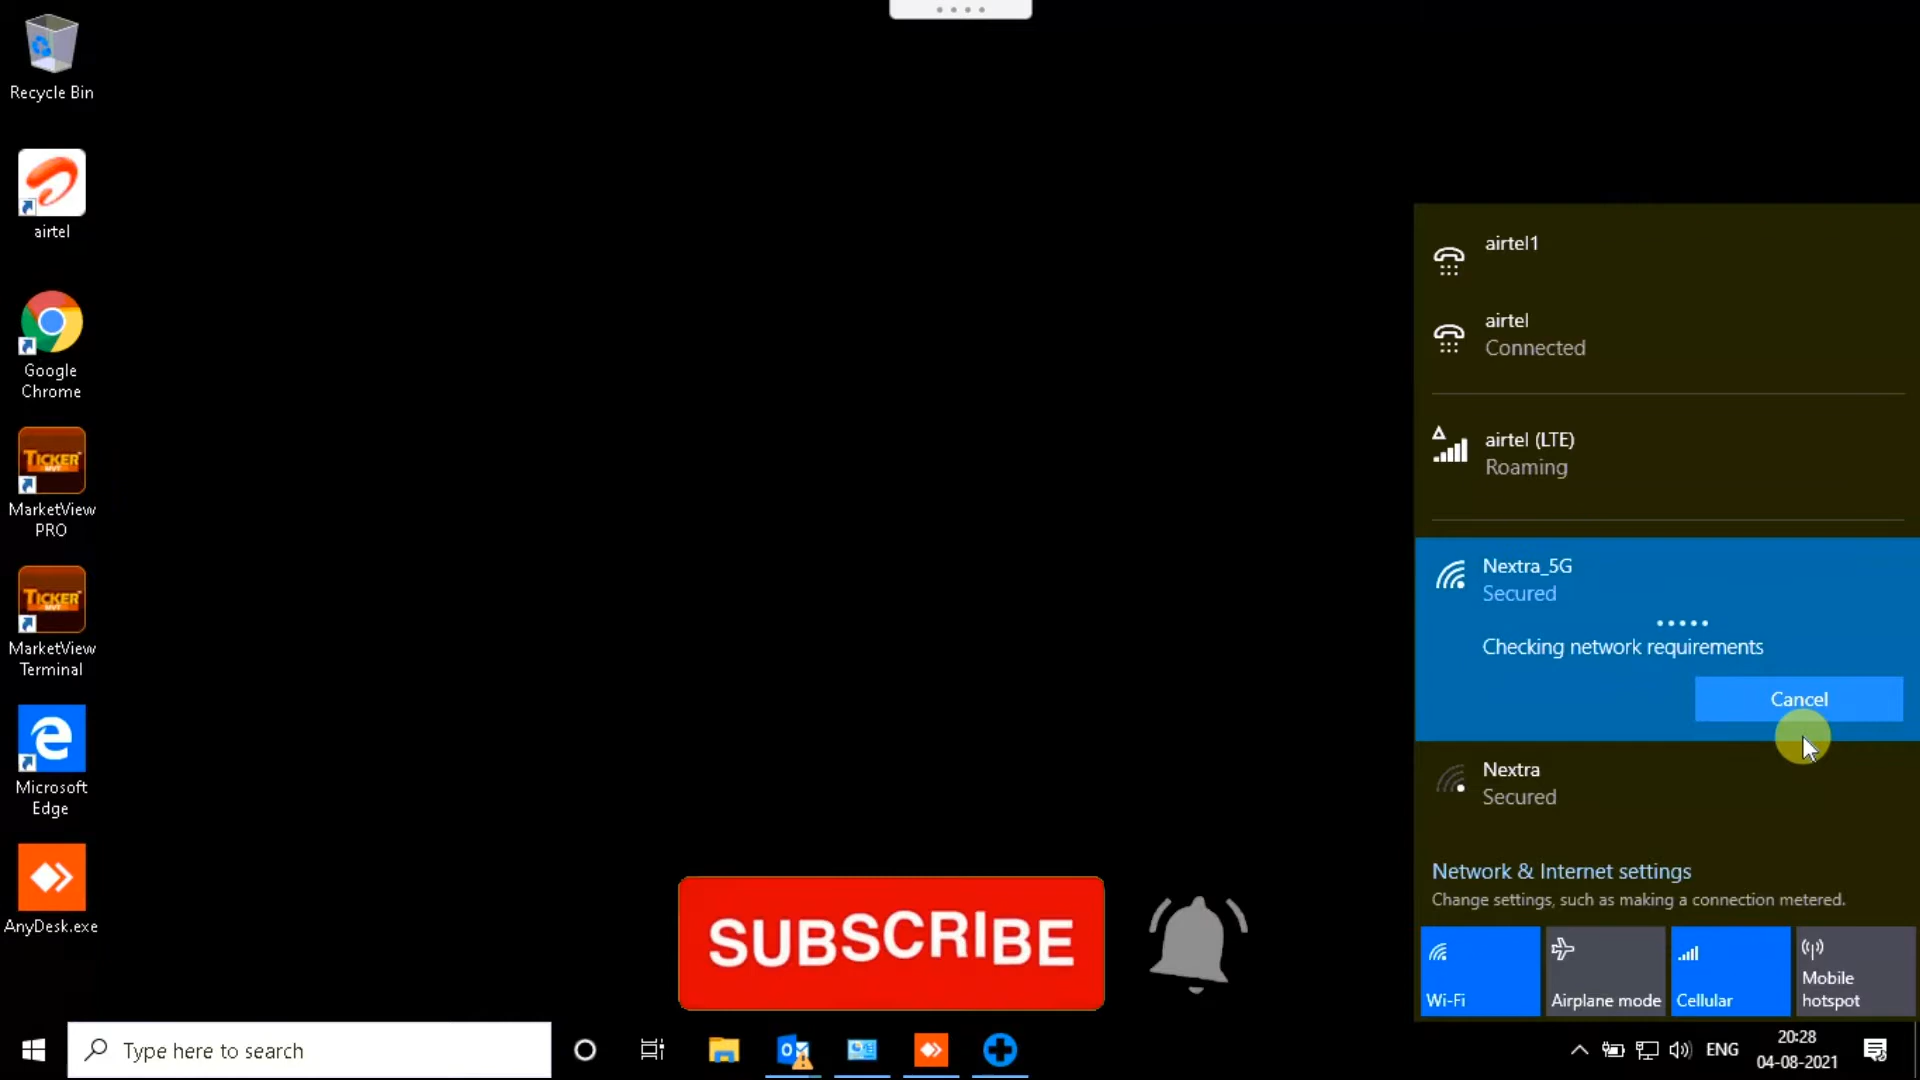 Recycle Bin
airtel
Google
Chrome
TICKER
MarketView
PRO
TICKER
MarketView
Terminal
Microsoft
Edge
AnyDesk.exe
airtel1
airtel
Connected
airtel (LTE)
Roaming
Nextra_5G
Secured
Checking network requirements
Cancel
Nextra
Secured
Network & Internet settings
Change settings, such as making a connection metered.
Wi-Fi
Airplane mode
Cellular
Mobile
hotspot
SUBSCRIBE
Type here to search
ENG
20:28
04-08-2021